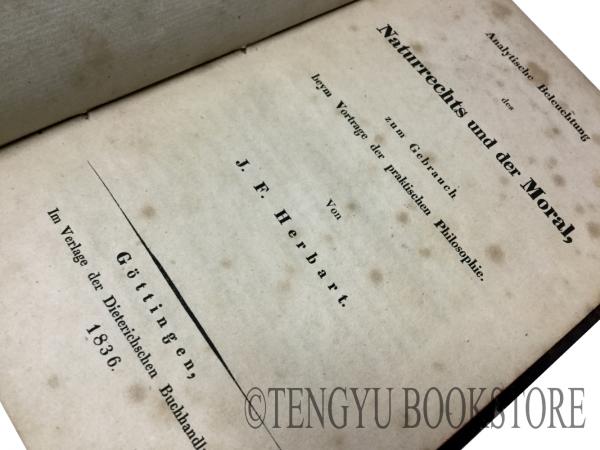 Analytische Beleuchtung
des
Naturrechts und der Moral,
zum Gebrauch
beym Vortrage der praktischen Philosophie.
Von
J. F. Herbart.
Göttingen,
Im Verlage der Dieterichschen Buchhandl
1836.
©TENGYU BOOKSTORE